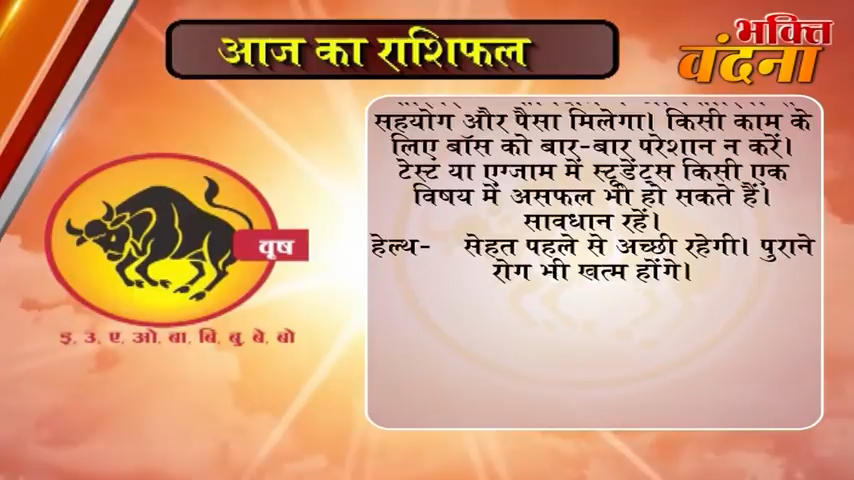 आज का राशिफल
भक्ति
वंदना
सहयोग और पैसा मिलेगा। किसी काम के
लिए बॉस को बार-बार परेशान न करें।
टेस्ट या एग्जाम में स्टूडेंट्स किसी एक
विषय में असफल भी हो सकते हैं।
सावधान रहें।
हेल्थ- सेहत पहले से अच्छी रहेगी। पुराने
रोग भी खत्म होंगे।
वृष
इ, उ, ए, ओ, बा, बि, बु, बे, बो